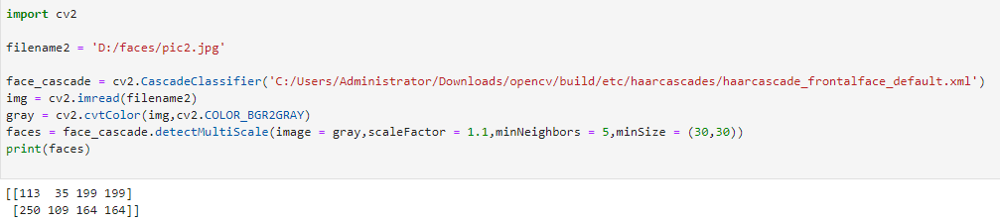 import cv2
filename2 = 'D:/faces/pic2.jpg'
face_cascade = cv2.CascadeClassifier('C:/Users/Administrator/Downloads/opencv/build/etc/haarcascades/haarcascade_frontalface_default.xml')
img = cv2.imread(filename2)
gray = cv2.cvtColor(img,cv2.COLOR_BGR2GRAY)
faces = face_cascade.detectMultiScale(image = gray,scaleFactor = 1.1,minNeighbors = 5,minSize = (30,30))
print(faces)
[[113  35 199 199]
 [250 109 164 164]]